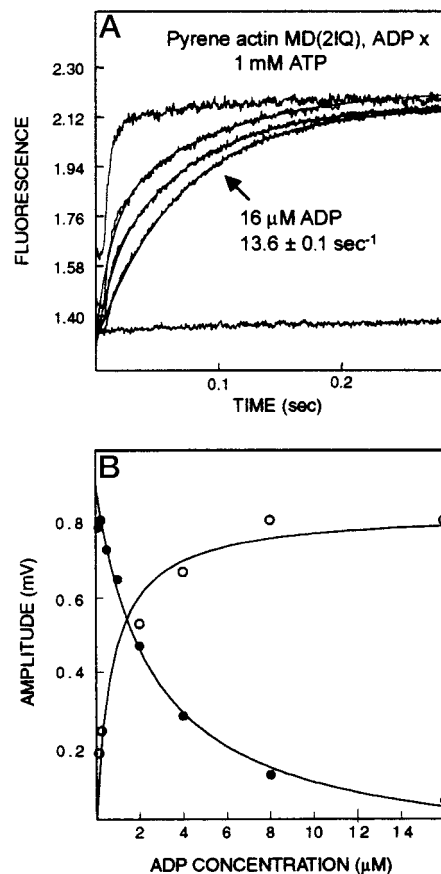 A
Pyrene actin MD(2IQ), ADP x
1 mM ATP
2.30
2.12
1.94
1.76
1.58
1.40
FLUORESCENCE
16 μM ADP
13.6 ± 0.1 sec⁻¹
0.1
0.2
TIME (sec)
B
0.8
0.6
0.4
0.2
AMPLITUDE (mV)
2
4
6
8
10
12
14
ADP CONCENTRATION (μM)